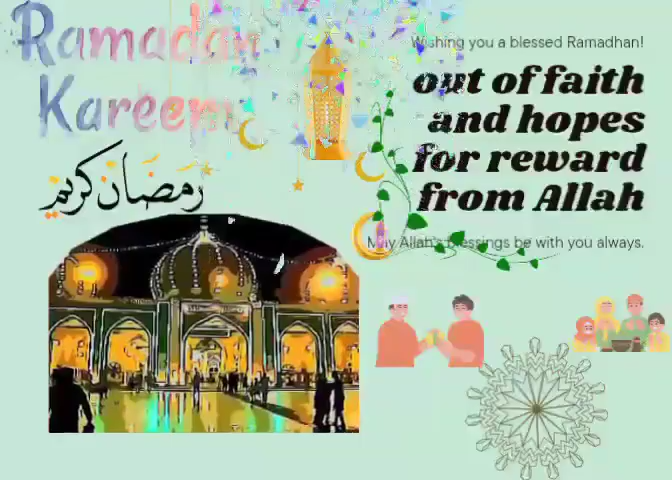 Ramadan
Kareem
رمضان كريم
Wishing you a blessed Ramadhan!
out of faith
and hopes
for reward
from Allah
May Allah's blessings be with you always.